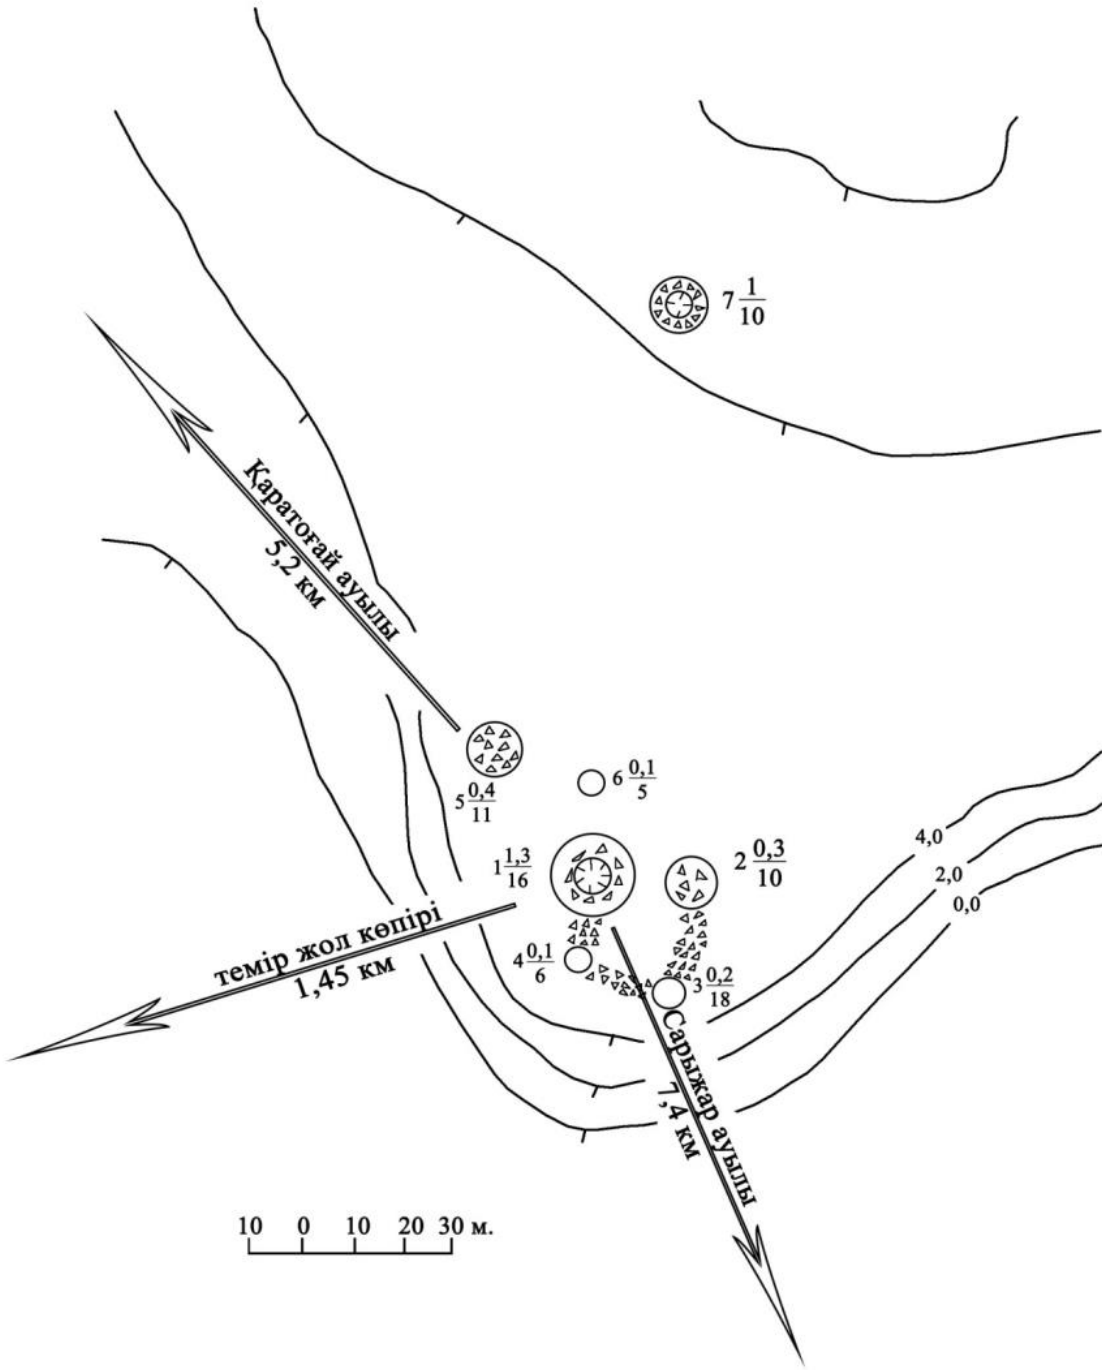 7 1/10
Қаратоғай ауылы
5,2 км
6 0,1/5
5 0,4/11
4,0
1 1,3/16
2 0,3/10
2,0
0,0
темір жол көпірі
1,45 км
4 0,1/6
3 0,2/18
Сарыжар ауылы
7,4 км
10 0 10 20 30 м.